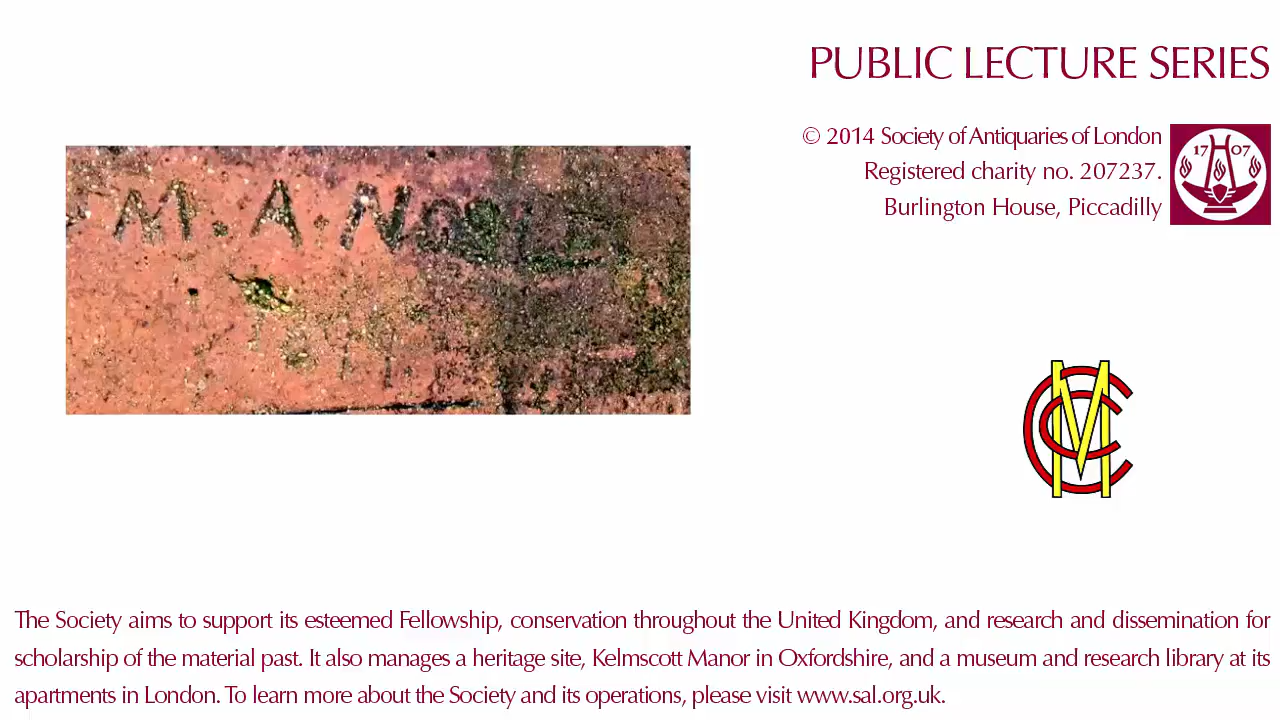 PUBLIC LECTURE SERIES
© 2014 Society of Antiquaries of London
Registered charity no. 207237.
Burlington House, Piccadilly
17 07
M. A. NOEL
The Society aims to support its esteemed Fellowship, conservation throughout the United Kingdom, and research and dissemination for
scholarship of the material past. It also manages a heritage site, Kelmscott Manor in Oxfordshire, and a museum and research library at its
apartments in London. To learn more about the Society and its operations, please visit www.sal.org.uk.